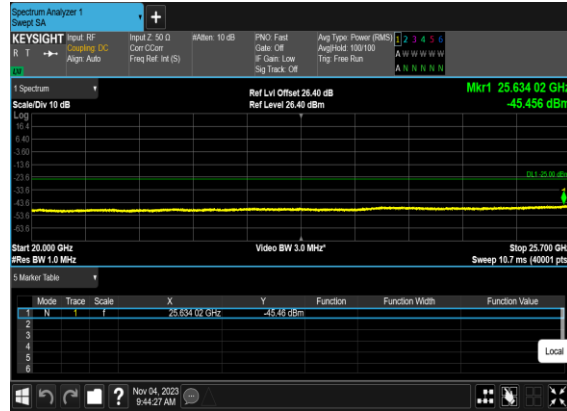 Spectrum Analyzer 1
Swept SA
+
KEYSIGHT Input: RF Input Z: 50 Ω #Atten: 10 dB PNO: Fast Avg Type: Power (RMS) 1 2 3 4 5 6
R T Coupling: DC Corr CCorr Gate: Off Avg|Hold: 100/100 A W W W W W
Align: Auto Freq Ref: Int (S) IF Gain: Low Trig: Free Run
Sig Track: Off A N N N N N
1 Spectrum Ref Lvl Offset 26.40 dB Mkr1 25.634 02 GHz
Scale/Div 10 dB Ref Level 26.40 dBm -45.456 dBm
Log
16.4
6.40
-3.60
-13.6
-23.6
DL1 -25.00 dBm
-33.6
1
-43.6
-53.6
-63.6
Start 20.000 GHz Video BW 3.0 MHz* Stop 25.700 GHz
#Res BW 1.0 MHz Sweep 10.7 ms (40001 pts)
5 Marker Table
Mode Trace Scale X Y Function Function Width Function Value
1 N 1 f 25.634 02 GHz -45.46 dBm
2
3
4
5
6
Local
? Nov 04, 2023
9:44:27 AM